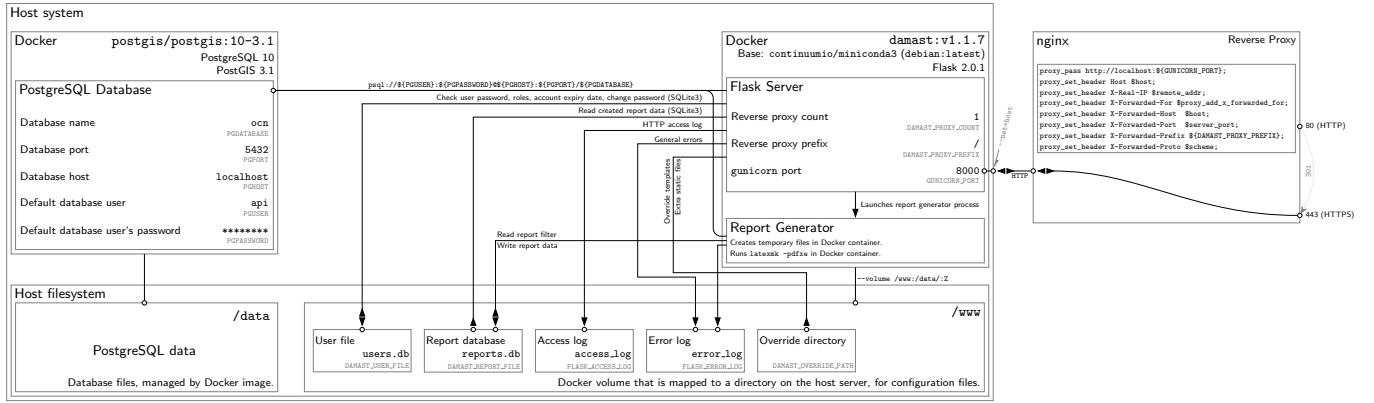 Host system
Docker
postgis/postgis:10-3.1
PostgreSQL 10
PostGIS 3.1
PostgreSQL Database
Database name
ocn
PGDATABASE
Database port
5432
PGPORT
Database host
localhost
PGHOST
Default database user
api
PGUSER
Default database user's password
********
PGPASSWORD
psql://${PGUSER}:${PGPASSWORD}@${PGHOST}:${PGPORT}/${PGDATABASE}
Check user password, roles, account expiry date, change password (SQLite3)
Read created report data (SQLite3)
HTTP access log
General errors
Override templates
Extra static files
Read report filter
Write report data
Docker
damast:v1.1.7
Base: continuumio/miniconda3 (debian:latest)
Flask 2.0.1
Flask Server
Reverse proxy count
1
DAMAST_PROXY_COUNT
Reverse proxy prefix
/
DAMAST_PROXY_PREFIX
gunicorn port
8000
GUNICORN_PORT
Launches report generator process
Report Generator
Creates temporary files in Docker container.
Runs latexmk -pdfxe in Docker container.
--volume /www:/data/:Z
--net=host
HTTP
nginx
Reverse Proxy
proxy_pass http://localhost:${GUNICORN_PORT};
proxy_set_header Host $host;
proxy_set_header X-Real-IP $remote_addr;
proxy_set_header X-Forwarded-For $proxy_add_x_forwarded_for;
proxy_set_header X-Forwarded-Host $host;
proxy_set_header X-Forwarded-Port $server_port;
proxy_set_header X-Forwarded-Prefix ${DAMAST_PROXY_PREFIX};
proxy_set_header X-Forwarded-Proto $scheme;
80 (HTTP)
301
443 (HTTPS)
Host filesystem
/data
PostgreSQL data
Database files, managed by Docker image.
/www
User file
users.db
DAMAST_USER_FILE
Report database
reports.db
DAMAST_REPORT_FILE
Access log
access_log
FLASK_ACCESS_LOG
Error log
error_log
FLASK_ERROR_LOG
Override directory
DAMAST_OVERRIDE_PATH
Docker volume that is mapped to a directory on the host server, for configuration files.